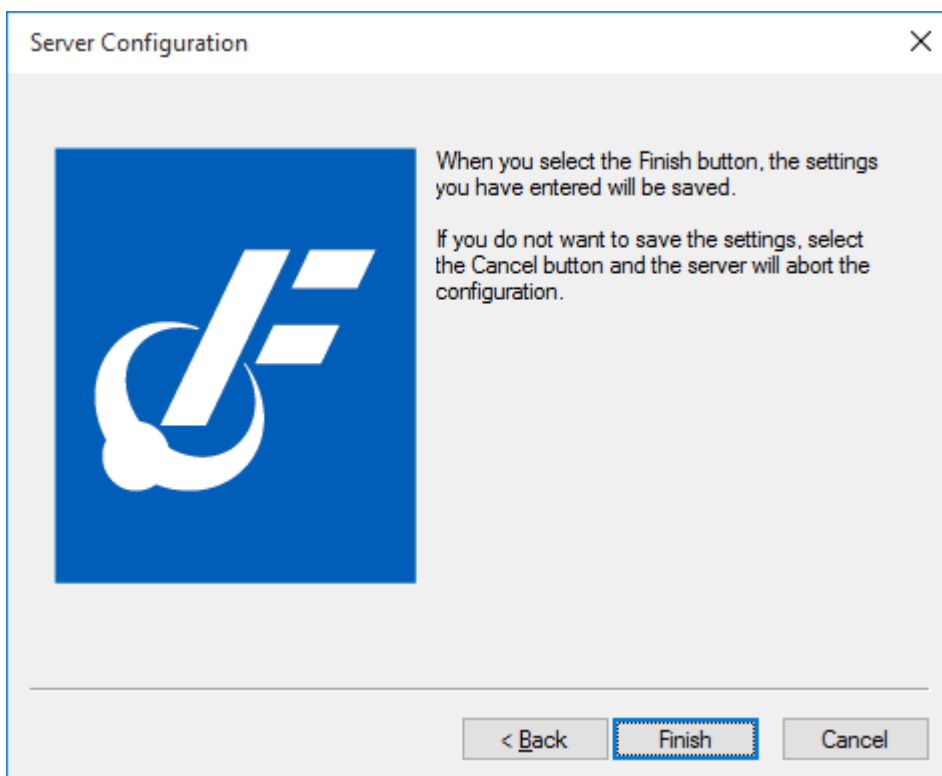 Server Configuration
When you select the Finish button, the settings
you have entered will be saved.
If you do not want to save the settings, select
the Cancel button and the server will abort the
configuration.
< Back
Finish
Cancel